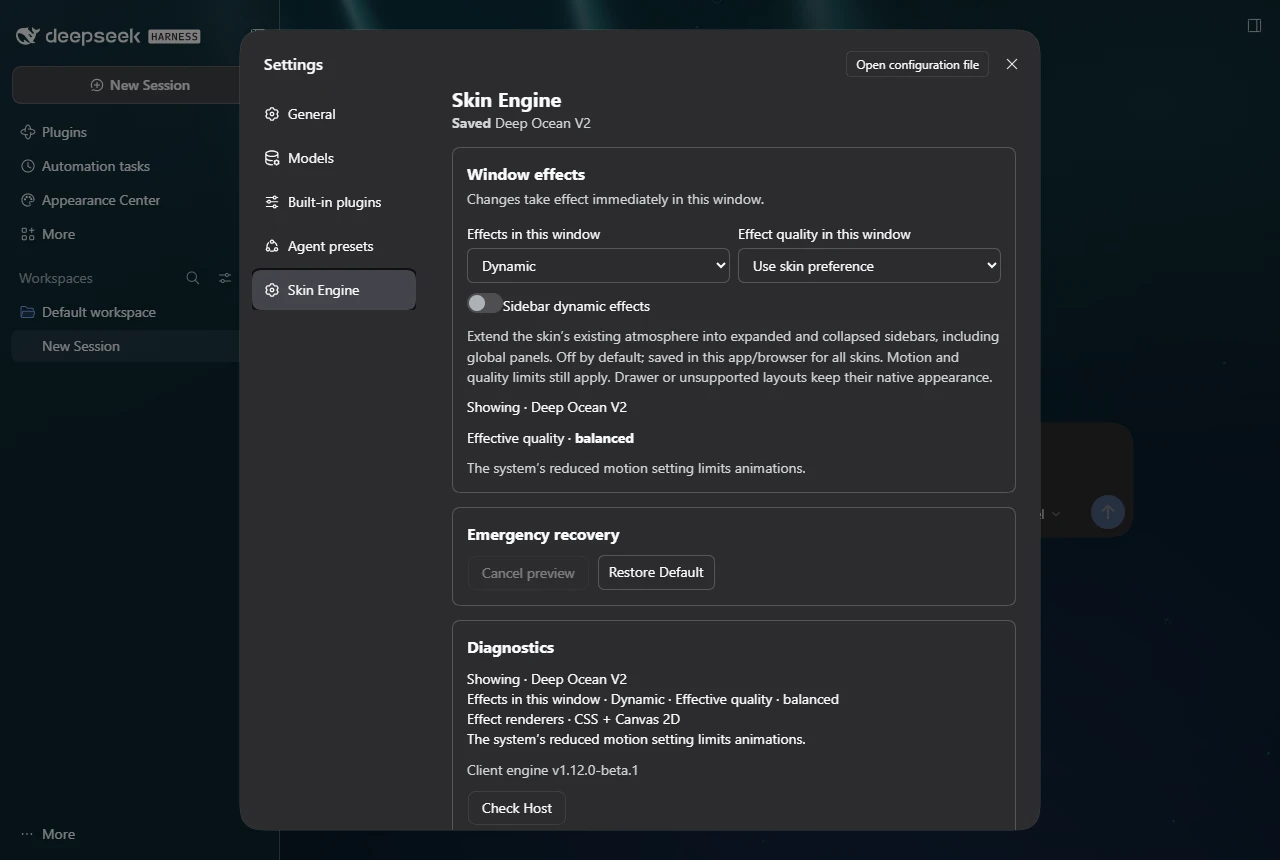 deepseek HARNESS
New Session
Plugins
Automation tasks
Appearance Center
More
Workspaces
Default workspace
New Session
More
Settings
Open configuration file
General
Models
Built-in plugins
Agent presets
Skin Engine
Skin Engine
Saved Deep Ocean V2
Window effects
Changes take effect immediately in this window.
Effects in this window
Effect quality in this window
Dynamic
Use skin preference
Sidebar dynamic effects
Extend the skin's existing atmosphere into expanded and collapsed sidebars, including
global panels. Off by default; saved in this app/browser for all skins. Motion and
quality limits still apply. Drawer or unsupported layouts keep their native appearance.
Showing · Deep Ocean V2
Effective quality · balanced
The system's reduced motion setting limits animations.
Emergency recovery
Cancel preview
Restore Default
Diagnostics
Showing · Deep Ocean V2
Effects in this window · Dynamic · Effective quality · balanced
Effect renderers · CSS + Canvas 2D
The system's reduced motion setting limits animations.
Client engine v1.12.0-beta.1
Check Host